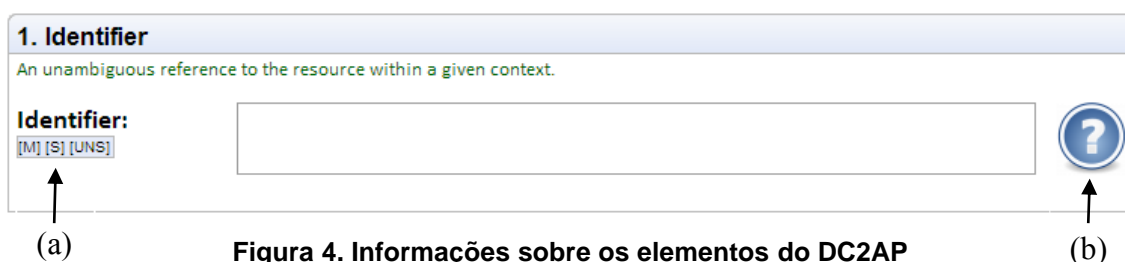 1. Identifier
An unambiguous reference to the resource within a given context.
Identifier:
[M] [S] [UNS]
?
(a)
Figura 4. Informações sobre os elementos do DC2AP
(b)